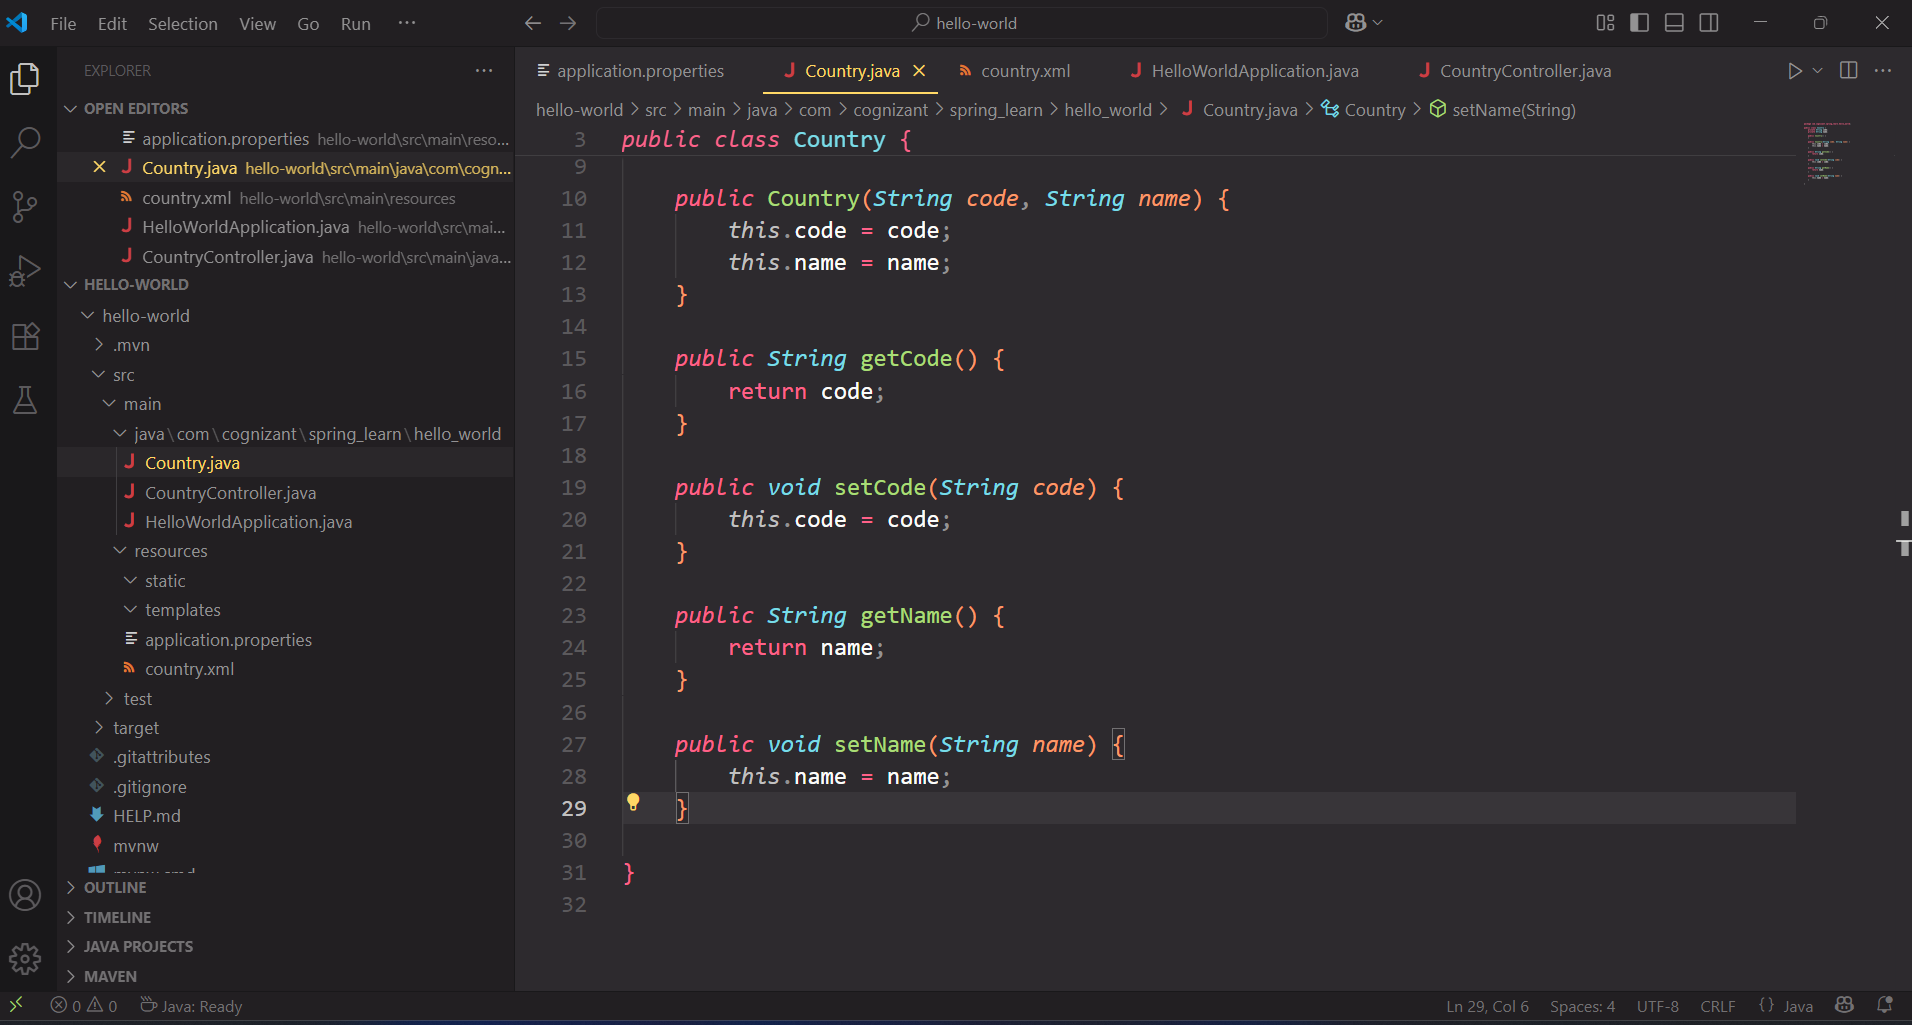 File Edit Selection View Go Run ···
hello-world
EXPLORER ···
OPEN EDITORS
application.properties hello-world\src\main\reso...
Country.java hello-world\src\main\java\com\cogn...
country.xml hello-world\src\main\resources
HelloWorldApplication.java hello-world\src\mai...
CountryController.java hello-world\src\main\java...
HELLO-WORLD
hello-world
.mvn
src
main
java\com\cognizant\spring_learn\hello_world
Country.java
CountryController.java
HelloWorldApplication.java
resources
static
templates
application.properties
country.xml
test
target
.gitattributes
.gitignore
HELP.md
mvnw
mvnw.cmd
OUTLINE
TIMELINE
JAVA PROJECTS
MAVEN
application.properties Country.java country.xml HelloWorldApplication.java CountryController.java ···
hello-world > src > main > java > com > cognizant > spring_learn > hello_world > Country.java > Country > setName(String)
3 public class Country {
9
10 public Country(String code, String name) {
11 this.code = code;
12 this.name = name;
13 }
14
15 public String getCode() {
16 return code;
17 }
18
19 public void setCode(String code) {
20 this.code = code;
21 }
22
23 public String getName() {
24 return name;
25 }
26
27 public void setName(String name) {
28 this.name = name;
29 }
30
31 }
32
0 0 Java: Ready Ln 29, Col 6 Spaces: 4 UTF-8 CRLF {} Java